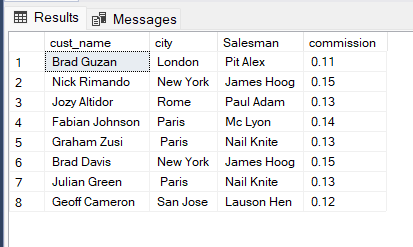 Results Messages
cust_name city Salesman commission
1 Brad Guzan London Pit Alex 0.11
2 Nick Rimando New York James Hoog 0.15
3 Jozy Altidor Rome Paul Adam 0.13
4 Fabian Johnson Paris Mc Lyon 0.14
5 Graham Zusi Paris Nail Knite 0.13
6 Brad Davis New York James Hoog 0.15
7 Julian Green Paris Nail Knite 0.13
8 Geoff Cameron San Jose Lauson Hen 0.12